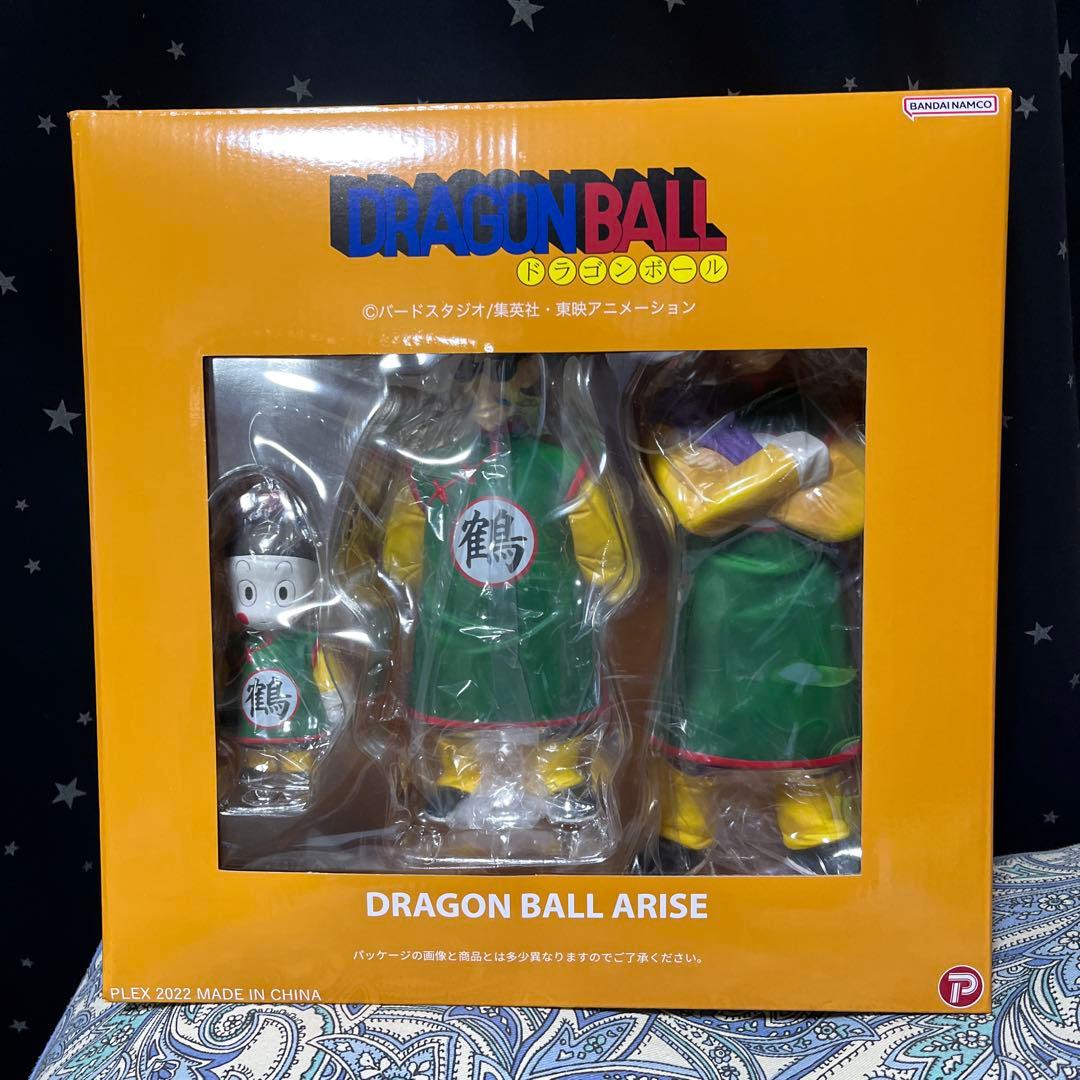 BANDAI NAMCO
DRAGON BALL
ドラゴンボール
©バードスタジオ/集英社・東映アニメーション
鶴
鶴
DRAGON BALL ARISE
パッケージの画像と商品とは多少異なりますのでご了承ください。
PLEX 2022 MADE IN CHINA
P